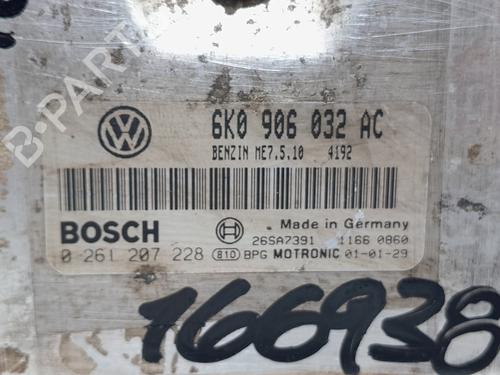 6K0 906 032 AC
BENZIN ME7.5.10 4192
BOSCH
Made in Germany
26SA7391 1166 0860
0 261 207 228 810 BPG MOTRONIC 01-01-29
166938